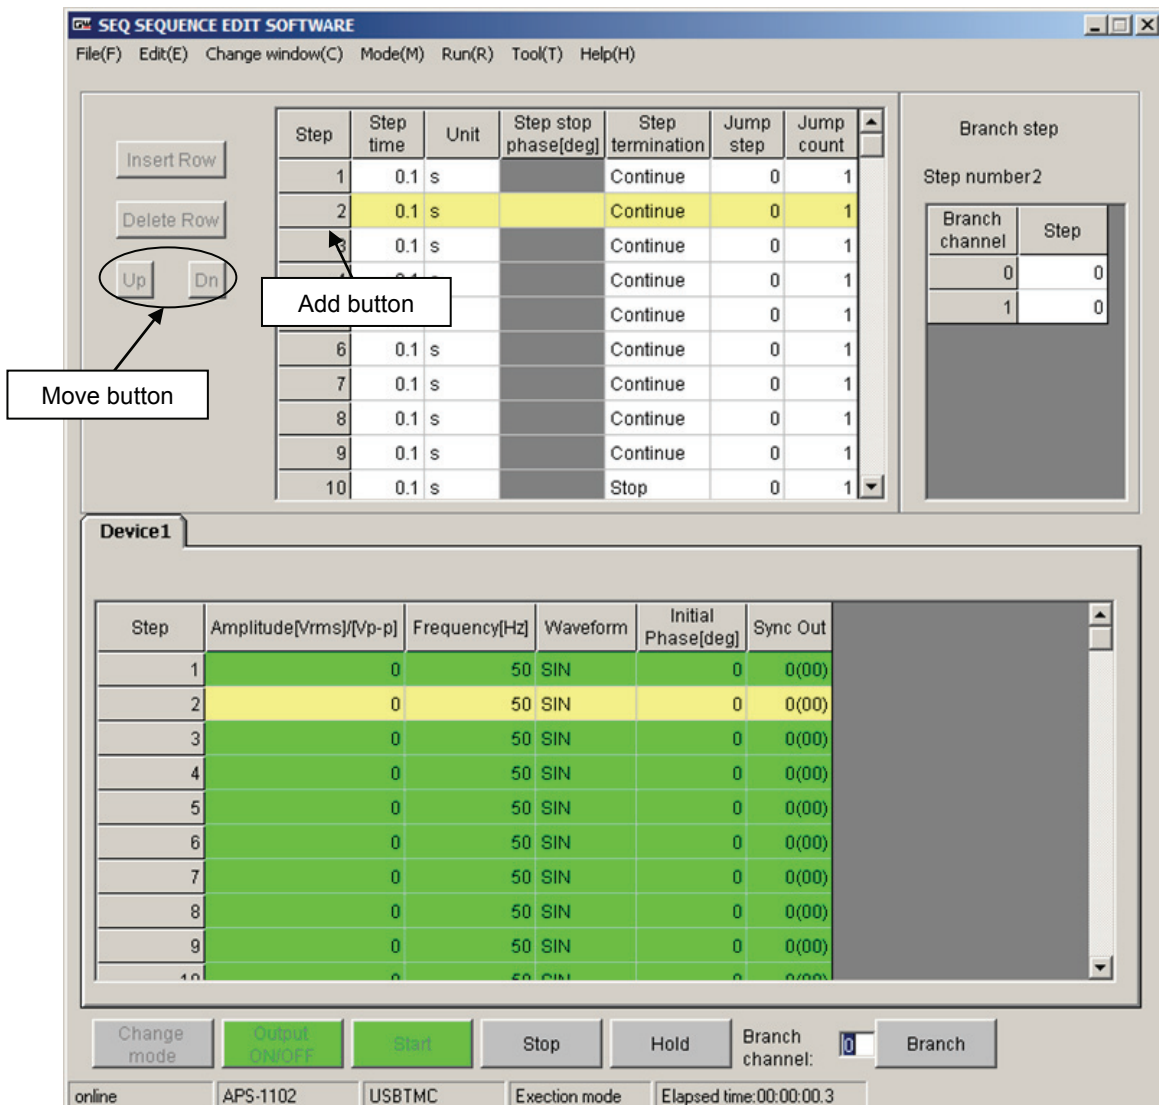 GW SEQ SEQUENCE EDIT SOFTWARE
File(F) Edit(E) Change window(C) Mode(M) Run(R) Tool(T) Help(H)
Insert Row
Delete Row
Up Dn
Move button
Add button
Step Step time Unit Step stop phase[deg] Step termination Jump step Jump count
1 0.1 s Continue 0 1
2 0.1 s Continue 0 1
3 0.1 s Continue 0 1
Continue 0 1
Continue 0 1
6 0.1 s Continue 0 1
7 0.1 s Continue 0 1
8 0.1 s Continue 0 1
9 0.1 s Continue 0 1
10 0.1 s Stop 0 1
Branch step
Step number2
Branch channel Step
0 0
1 0
Device1
Step Amplitude[Vrms]/[Vp-p] Frequency[Hz] Waveform Initial Phase[deg] Sync Out
1 0 50 SIN 0 0(00)
2 0 50 SIN 0 0(00)
3 0 50 SIN 0 0(00)
4 0 50 SIN 0 0(00)
5 0 50 SIN 0 0(00)
6 0 50 SIN 0 0(00)
7 0 50 SIN 0 0(00)
8 0 50 SIN 0 0(00)
9 0 50 SIN 0 0(00)
10 0 50 SIN 0 0(00)
Change mode Output ON/OFF Start Stop Hold Branch channel: 0 Branch
online APS-1102 USBTMC Exection mode Elapsed time:00:00:00.3